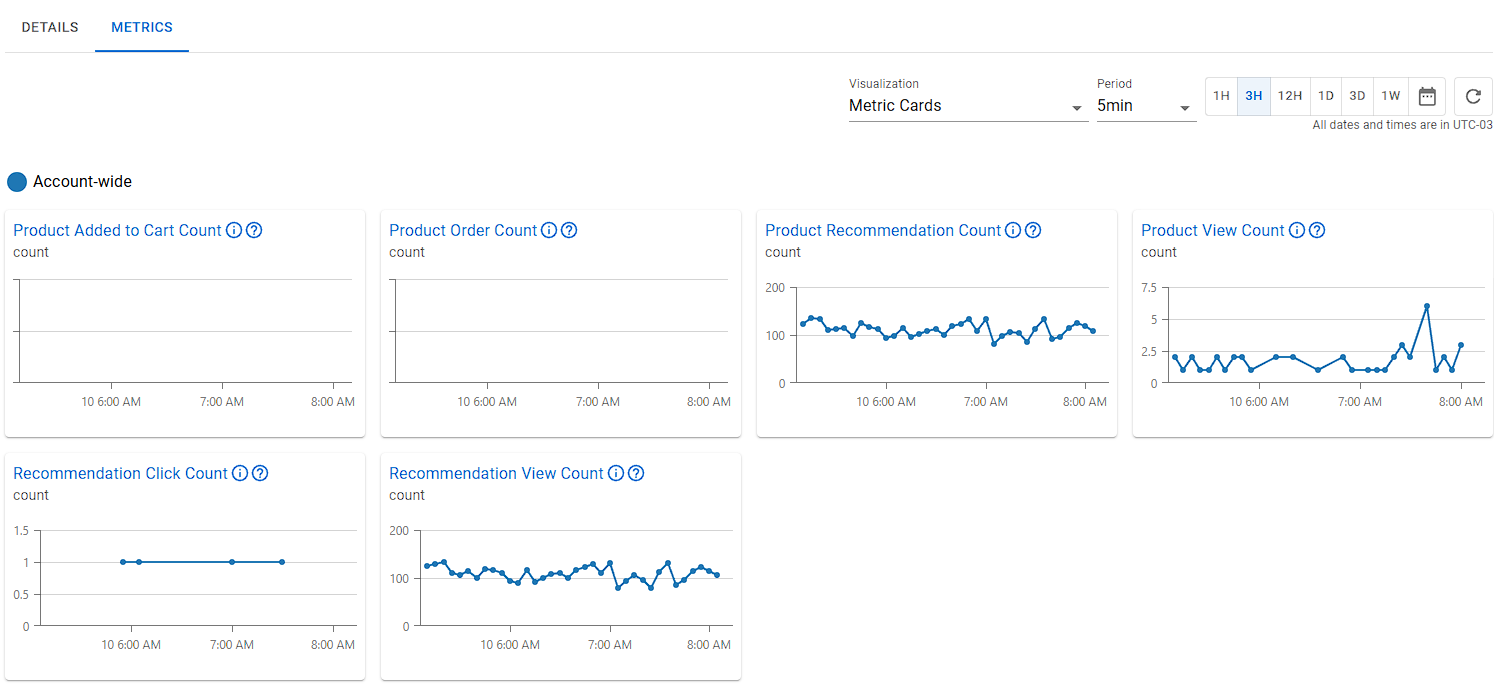 DETAILS METRICS
Visualization Period
Metric Cards 5min 1H 3H 12H 1D 3D 1W
All dates and times are in UTC-03
Account-wide
Product Added to Cart Count
count
10 6:00 AM 7:00 AM 8:00 AM
Product Order Count
count
10 6:00 AM 7:00 AM 8:00 AM
Product Recommendation Count
count
200
100
0
10 6:00 AM 7:00 AM 8:00 AM
Product View Count
count
7.5
5
2.5
0
10 6:00 AM 7:00 AM 8:00 AM
Recommendation Click Count
count
1.5
1
0.5
0
10 6:00 AM 7:00 AM 8:00 AM
Recommendation View Count
count
200
100
0
10 6:00 AM 7:00 AM 8:00 AM